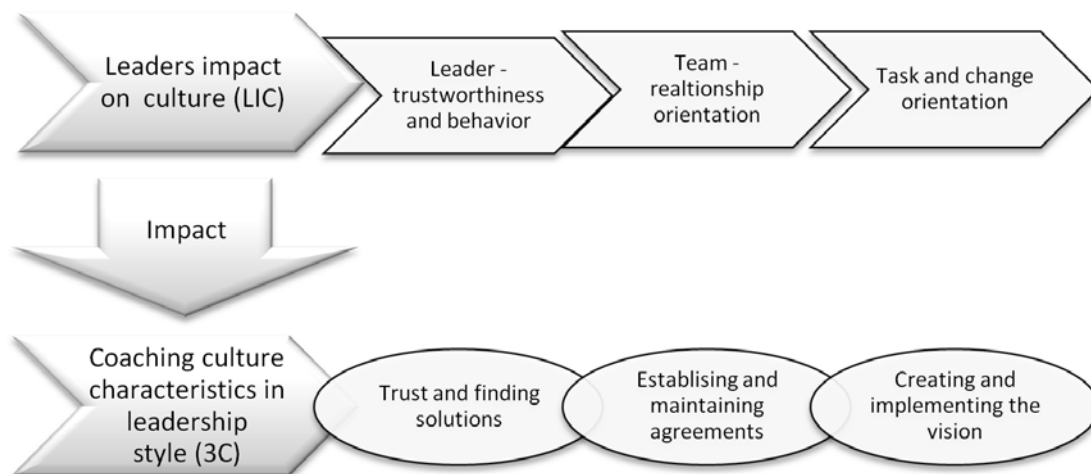 Leaders impact
on culture (LIC)
Leader -
trustworthiness
and behavior
Team -
realtionship
orientation
Task and change
orientation
Impact
Coaching culture
characteristics in
leadership
style (3C)
Trust and finding
solutions
Establising and
maintaining
agreements
Creating and
implementing the
vision